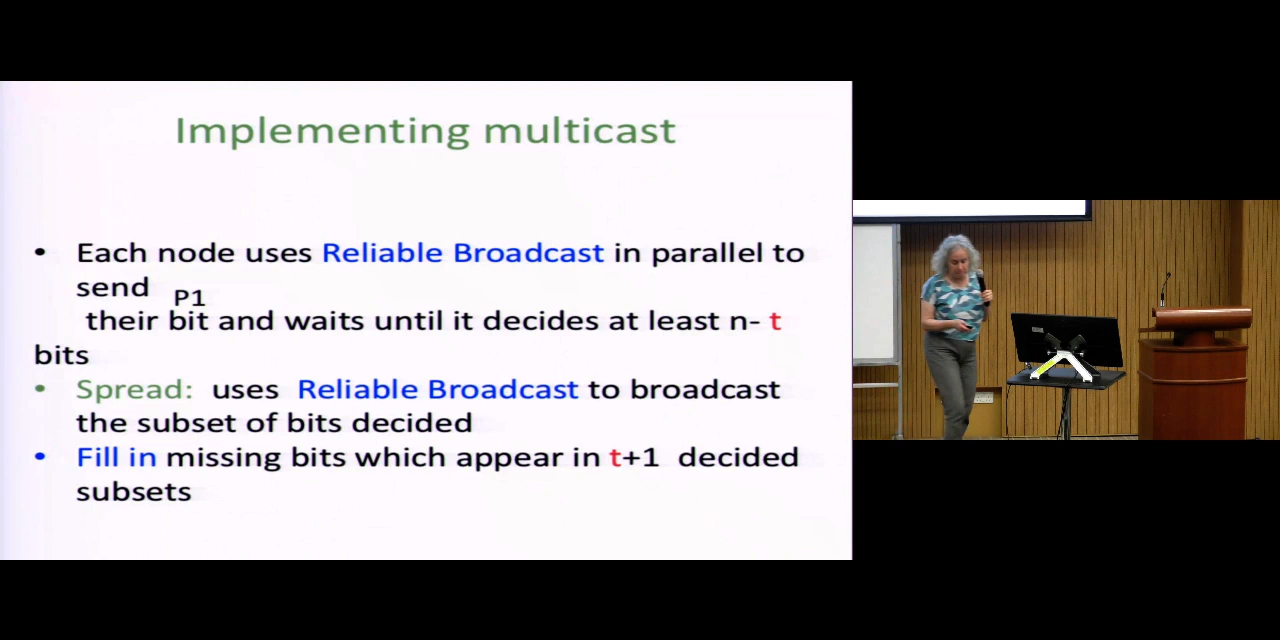 Implementing multicast
• Each node uses Reliable Broadcast in parallel to
send P1
their bit and waits until it decides at least n- t
bits
• Spread: uses Reliable Broadcast to broadcast
the subset of bits decided
• Fill in missing bits which appear in t+1 decided
subsets